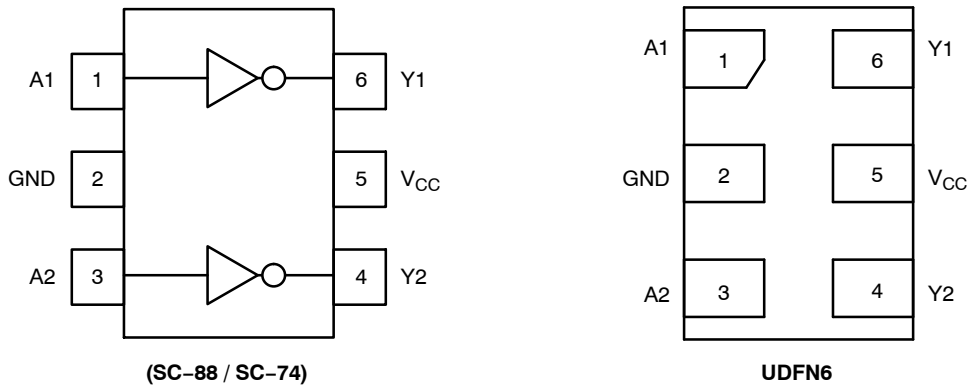 A1 1 6 Y1
GND 2 5 VCC
A2 3 4 Y2
(SC−88 / SC−74)
A1 1 6 Y1
GND 2 5 VCC
A2 3 4 Y2
UDFN6